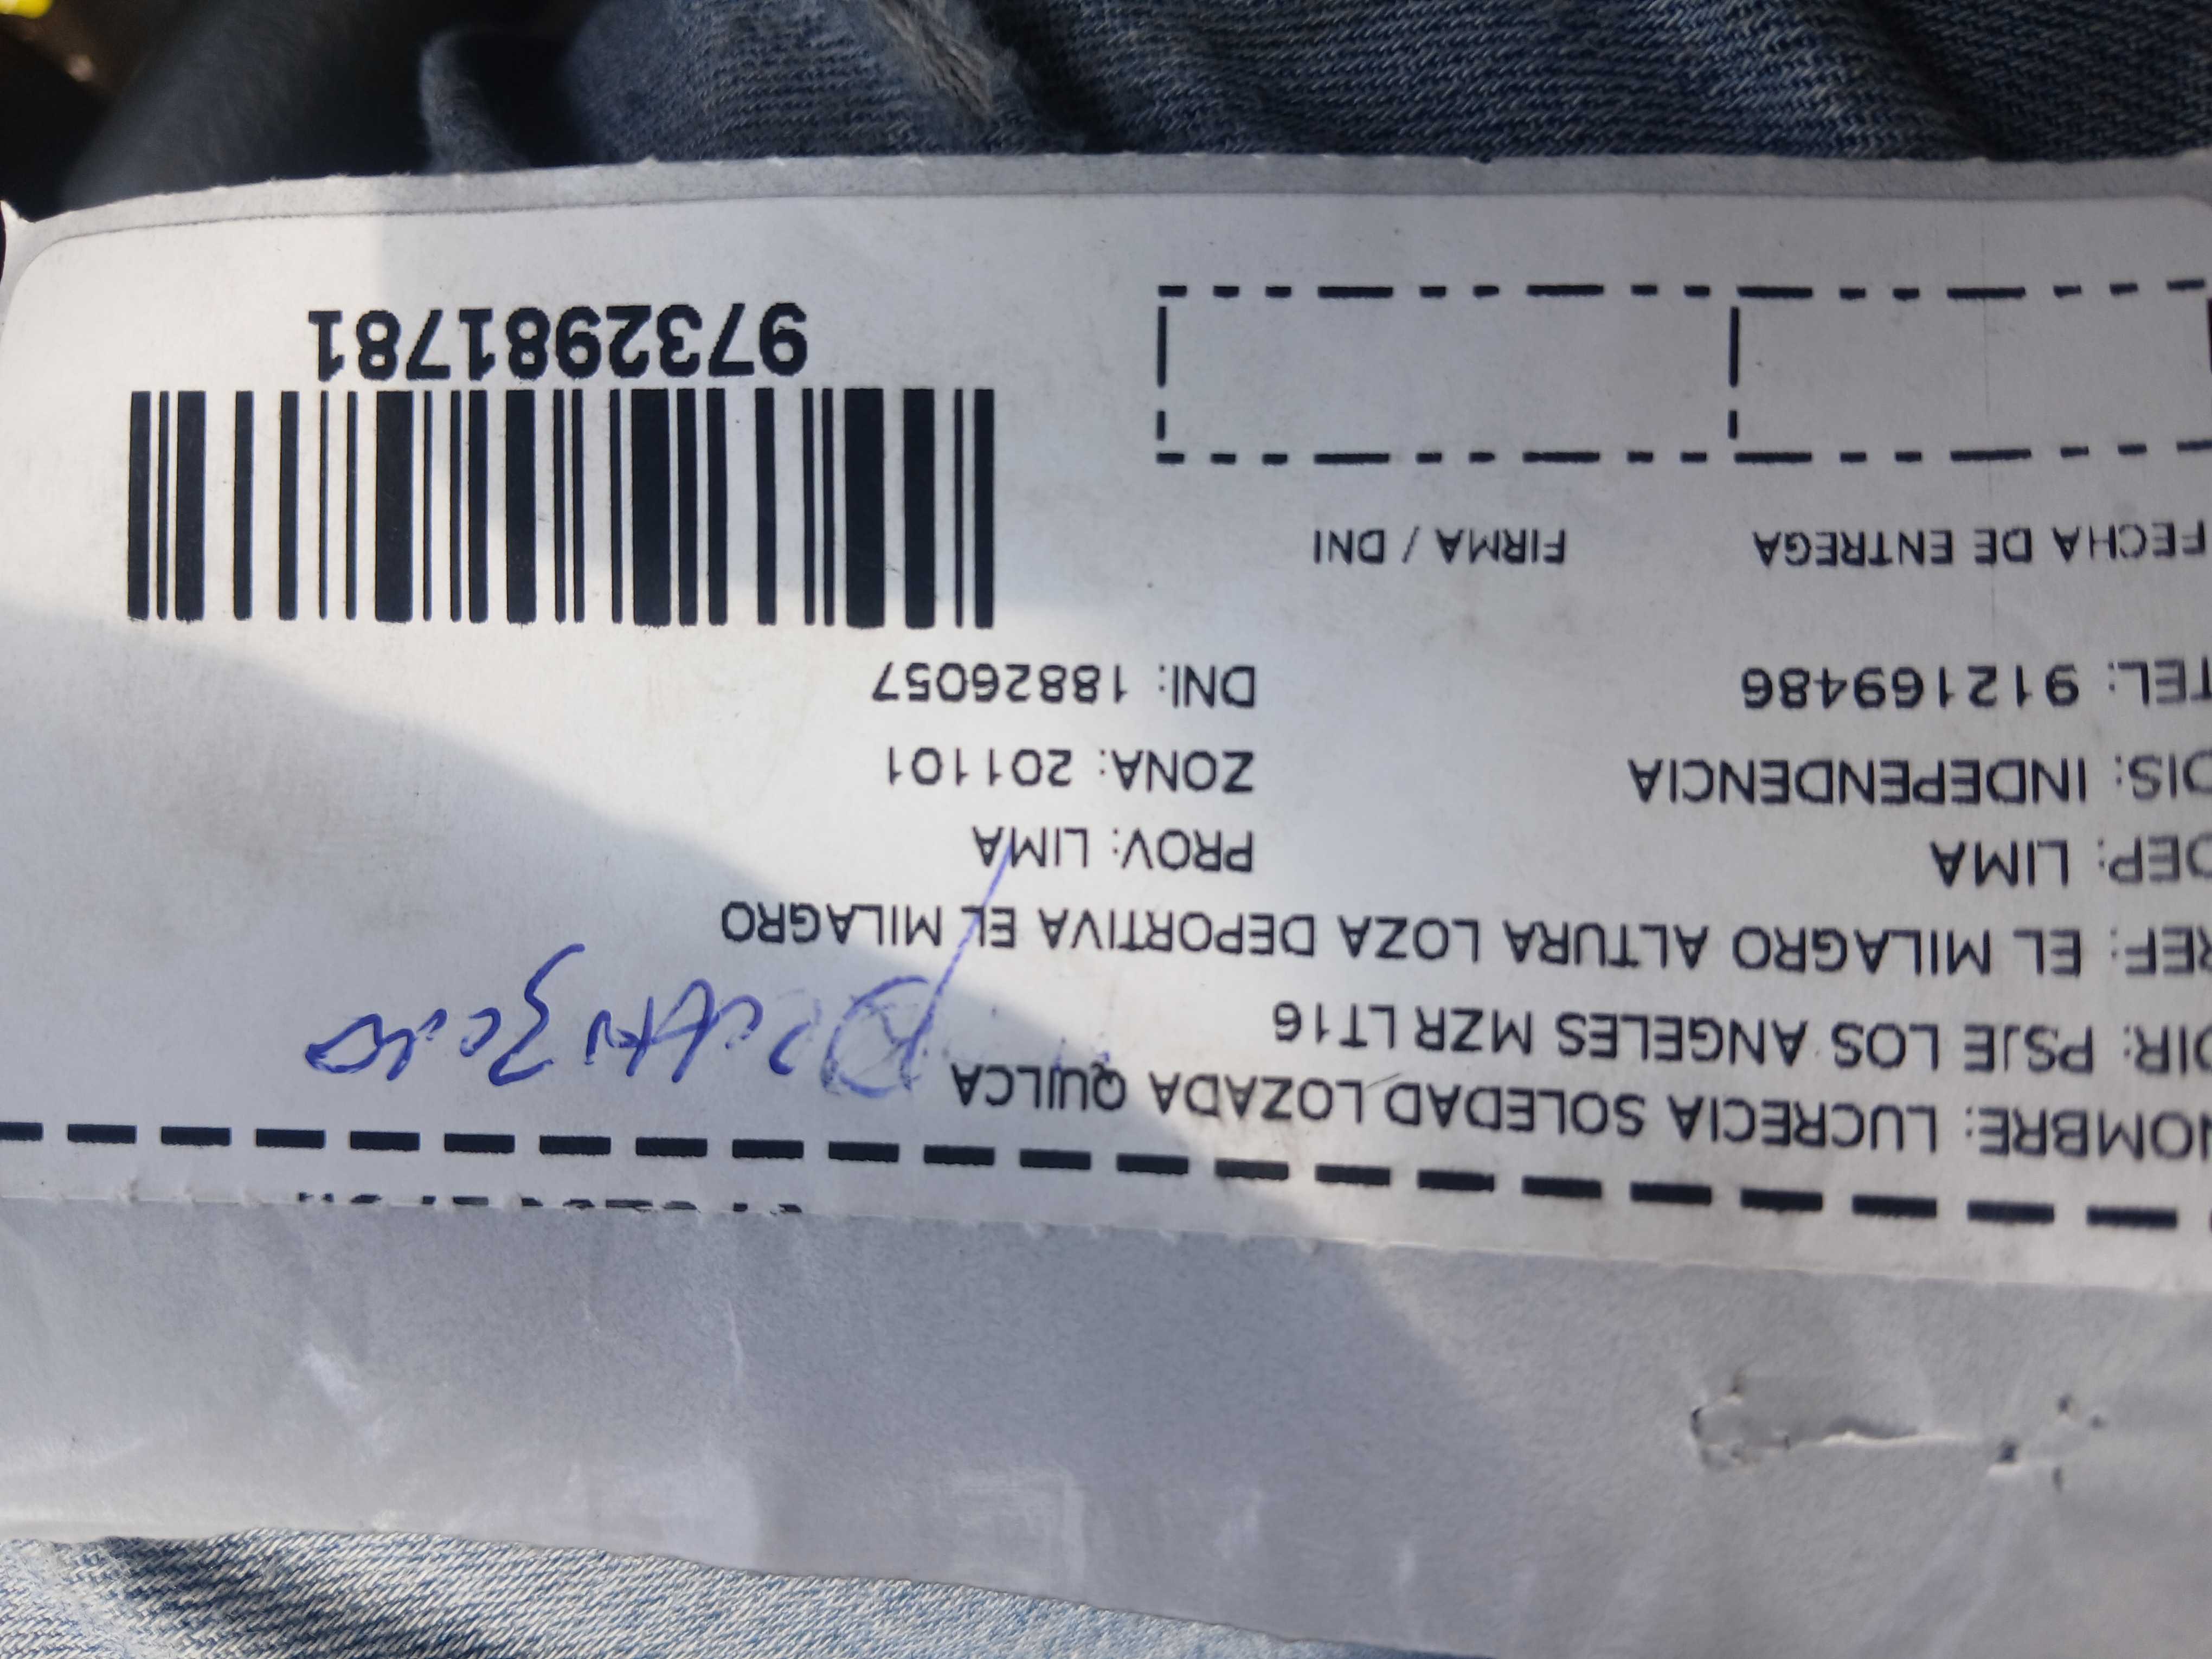 NOMBRE: LUCRECIA SOLEDAD LOZADA QUILCA
DIR: PSJE LOS ANGELES MZR LT16
REF: EL MILAGRO ALTURA LOZA DEPORTIVA EL MILAGRO
DEP: LIMA PROV: LIMA
DIS: INDEPENDENCIA ZONA: 201101
TEL: 912169486 DNI: 18826057
FECHA DE ENTREGA FIRMA / DNI
9732981781